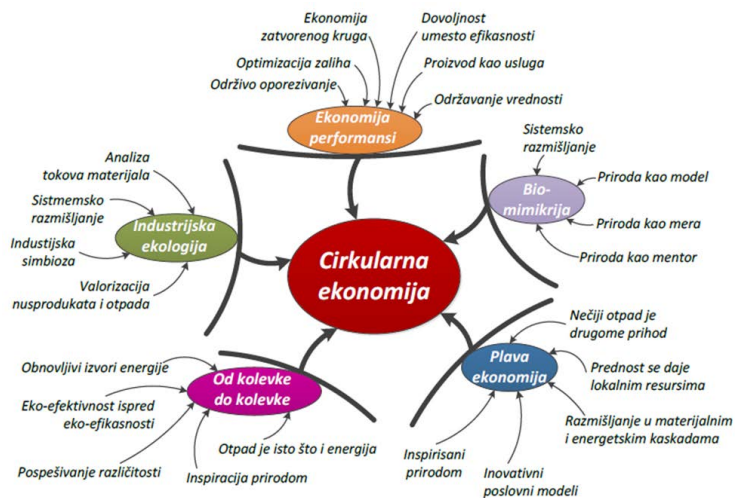 Ekonomija
zatvorenog kruga
Dovoljnost
umesto efikasnosti
Optimizacija zaliha
Proizvod kao usluga
Održivo oporezivanje
Održavanje vrednosti
Ekonomija
performansi
Sistemsko
razmišljanje
Priroda kao model
Bio-
mimikrija
Priroda kao mera
Priroda kao mentor
Analiza
tokova materijala
Sistmemsko
razmišljanje
Industrijska
ekologija
Industijska
simbioza
Valorizacija
nusprodukata i otpada
Cirkularna
ekonomija
Nečiji otpad je
drugome prihod
Plava
ekonomija
Prednost se daje
lokalnim resursima
Razmišljanje u materijalnim
i energetskim kaskadama
Inspirisani
prirodom
Inovativni
poslovni modeli
Obnovljivi izvori energije
Od kolevke
do kolevke
Eko-efektivnost ispred
eko-efikasnosti
Otpad je isto što i energija
Pospešivanje različitosti
Inspiracija prirodom